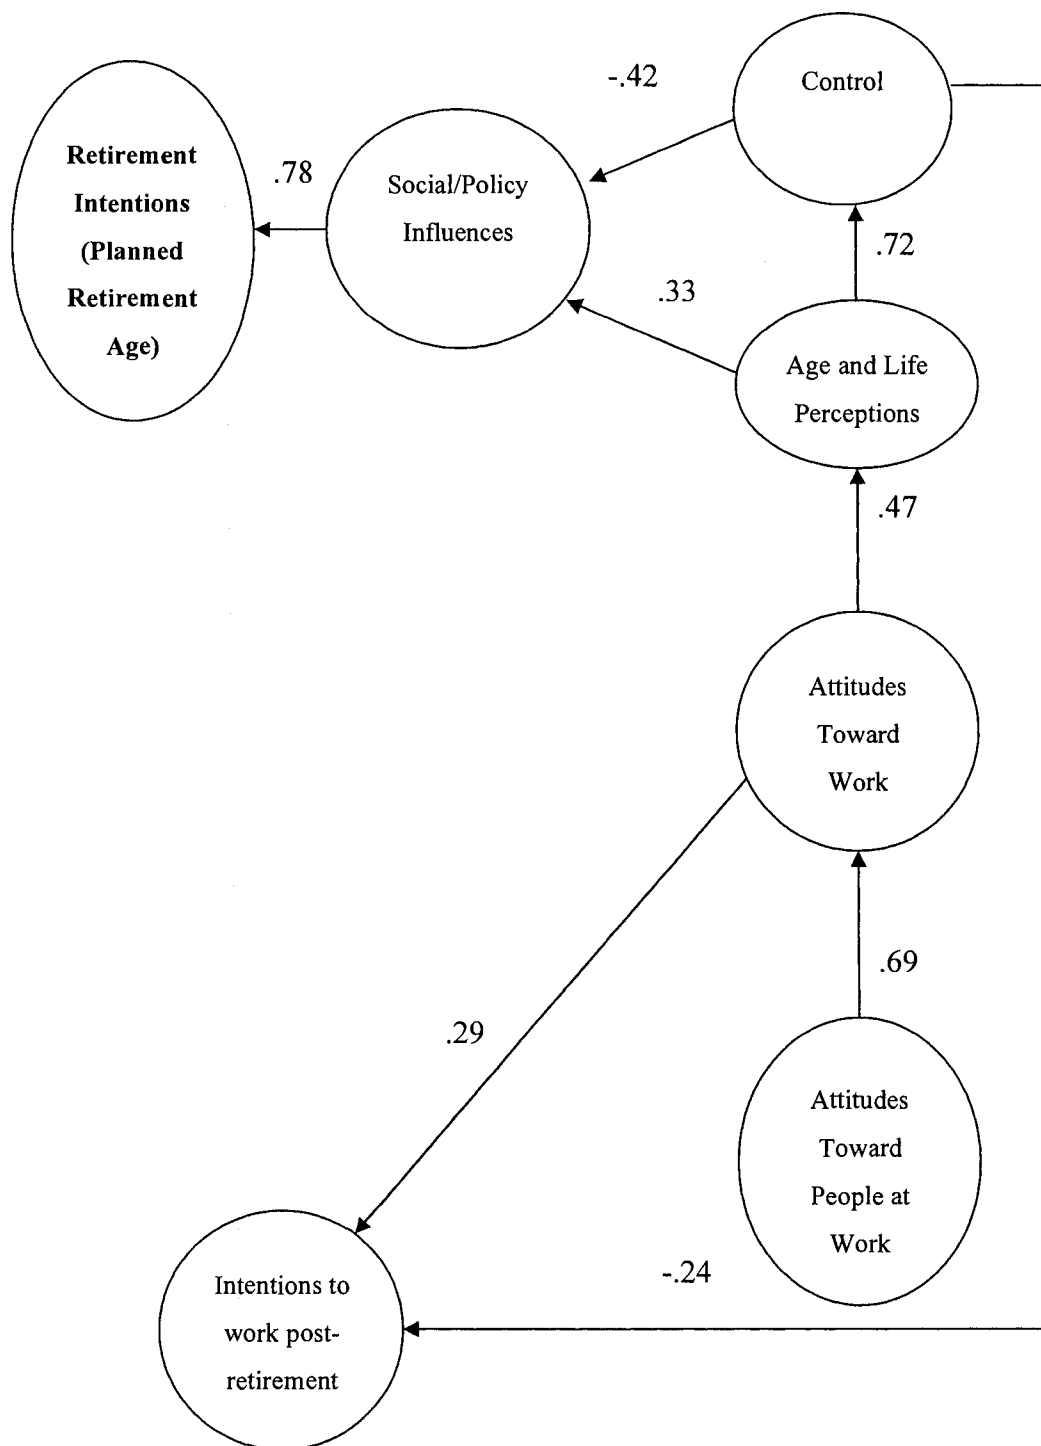 Control
-.42
Retirement
Intentions
(Planned
Retirement
Age)
.78
Social/Policy
Influences
.72
.33
Age and Life
Perceptions
.47
Attitudes
Toward
Work
.69
.29
Attitudes
Toward
People at
Work
-.24
Intentions to
work post-
retirement